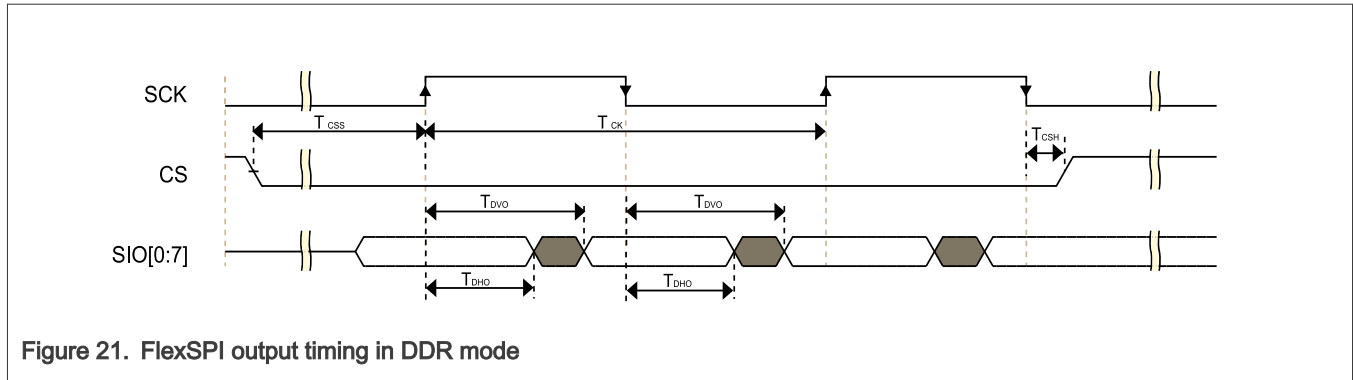 SCK
T CSS
T CK
T CSH
CS
T DVO
T DVO
SIO[0:7]
T DHO
T DHO
Figure 21. FlexSPI output timing in DDR mode